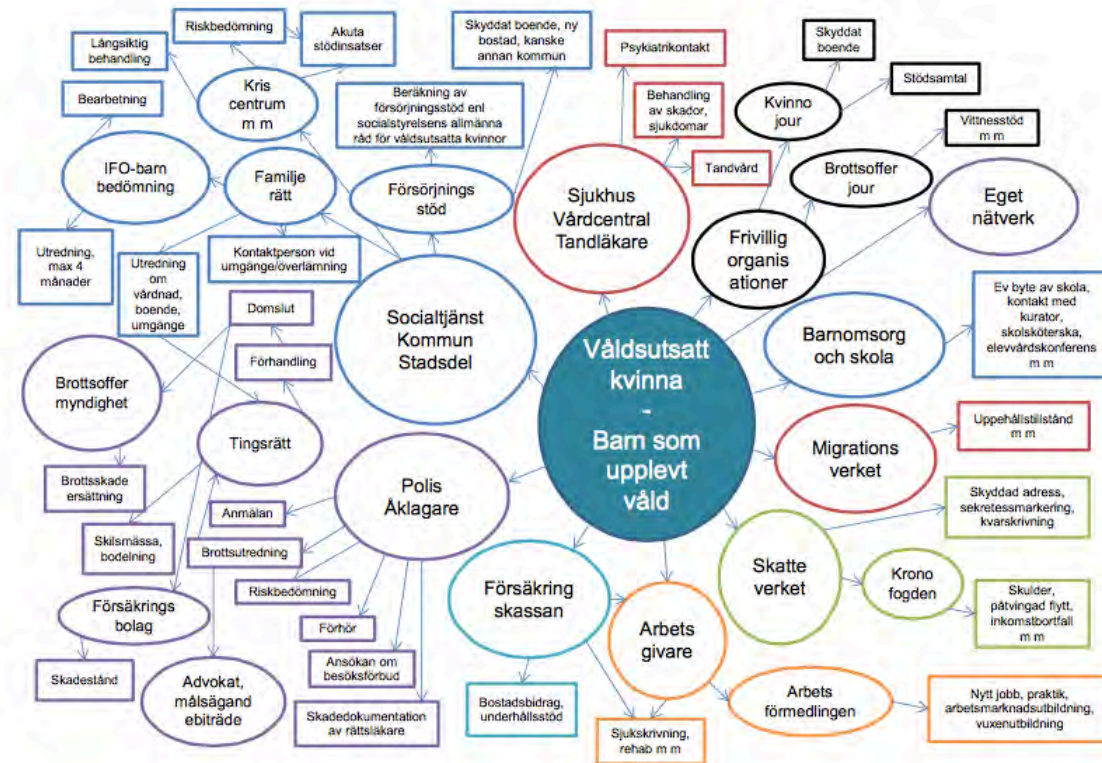 Riskbedömning
Akuta
stödinsatser
Långsiktig
behandling
Bearbetning
Kris
centrum
m m
IFO-barn
bedömning
Familje
rätt
Utredning,
max 4
månader
Utredning
om
vårdnad,
boende,
umgänge
Kontaktperson vid
umgänge/överlämning
Beräkning av
försörjningsstöd enl
socialstyrelsens allmänna
råd för våldsutsatta kvinnor
Skyddat boende, ny
bostad, kanske
annan kommun
Försörjnings
stöd
Socialtjänst
Kommun
Stadsdel
Psykiatrikontakt
Behandling
av skador,
sjukdomar
Tandvård
Sjukhus
Vårdcentral
Tandläkare
Skyddat
boende
Stödsamtal
Kvinno
jour
Vittnesstöd
m m
Brottsoffer
jour
Frivillig
organis
ationer
Eget
nätverk
Barnomsorg
och skola
Ev byte av skola,
kontakt med
kurator,
skolsköterska,
elevvårdskonferens
m m
Våldsutsatt
kvinna
-
Barn som
upplevt
våld
Migrations
verket
Uppehållstillstånd
m m
Skatte
verket
Skyddad adress,
sekretessmarkering,
kvarskrivning
Krono
fogden
Skulder,
påtvingad flytt,
inkomstbortfall
m m
Domslut
Förhandling
Brottsoffer
myndighet
Tingsrätt
Brottsskade
ersättning
Skilsmässa,
bodelning
Polis
Åklagare
Anmälan
Brottsutredning
Riskbedömning
Förhör
Ansökan om
besöksförbud
Skadedokumentation
av rättsläkare
Försäkrings
bolag
Skadestånd
Advokat,
målsägand
ebiträde
Försäkring
skassan
Bostadsbidrag,
underhållsstöd
Arbets
givare
Sjukskrivning,
rehab m m
Arbets
förmedlingen
Nytt jobb, praktik,
arbetsmarknadsutbildning,
vuxenutbildning